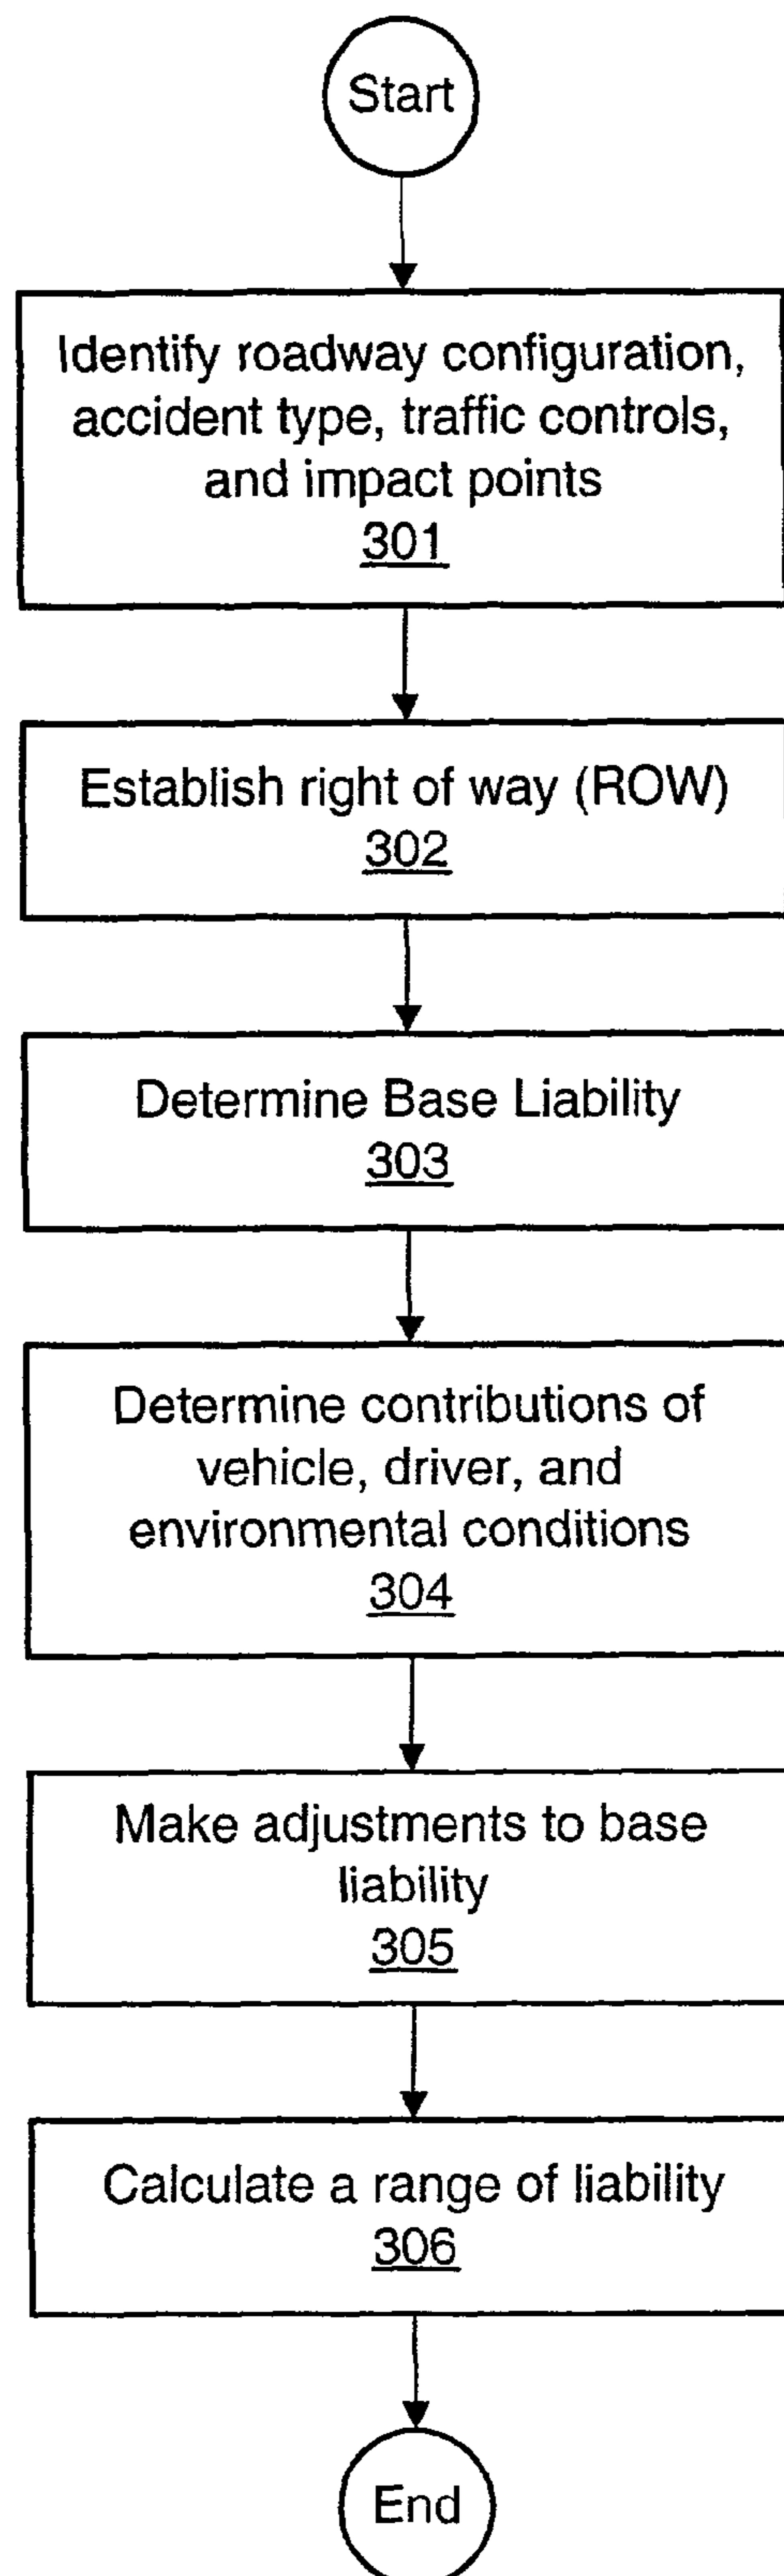 Start
Identify roadway configuration,
accident type, traffic controls,
and impact points
301
Establish right of way (ROW)
302
Determine Base Liability
303
Determine contributions of
vehicle, driver, and
environmental conditions
304
Make adjustments to base
liability
305
Calculate a range of liability
306
End